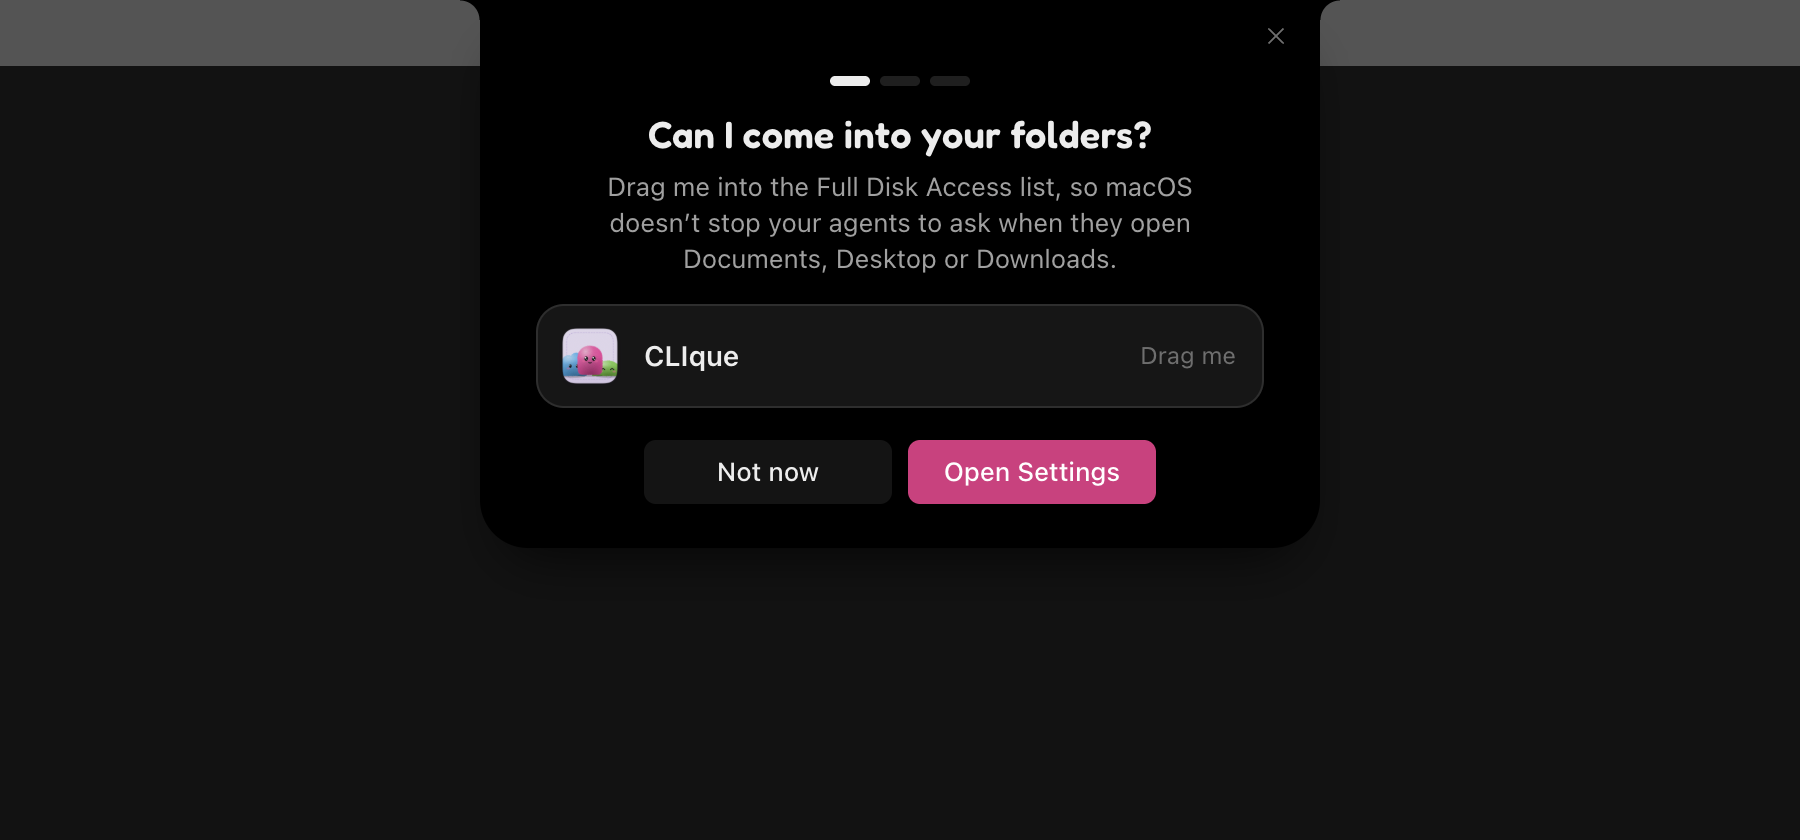 Can I come into your folders?
Drag me into the Full Disk Access list, so macOS
doesn’t stop your agents to ask when they open
Documents, Desktop or Downloads.
CLIque
Drag me
Not now
Open Settings